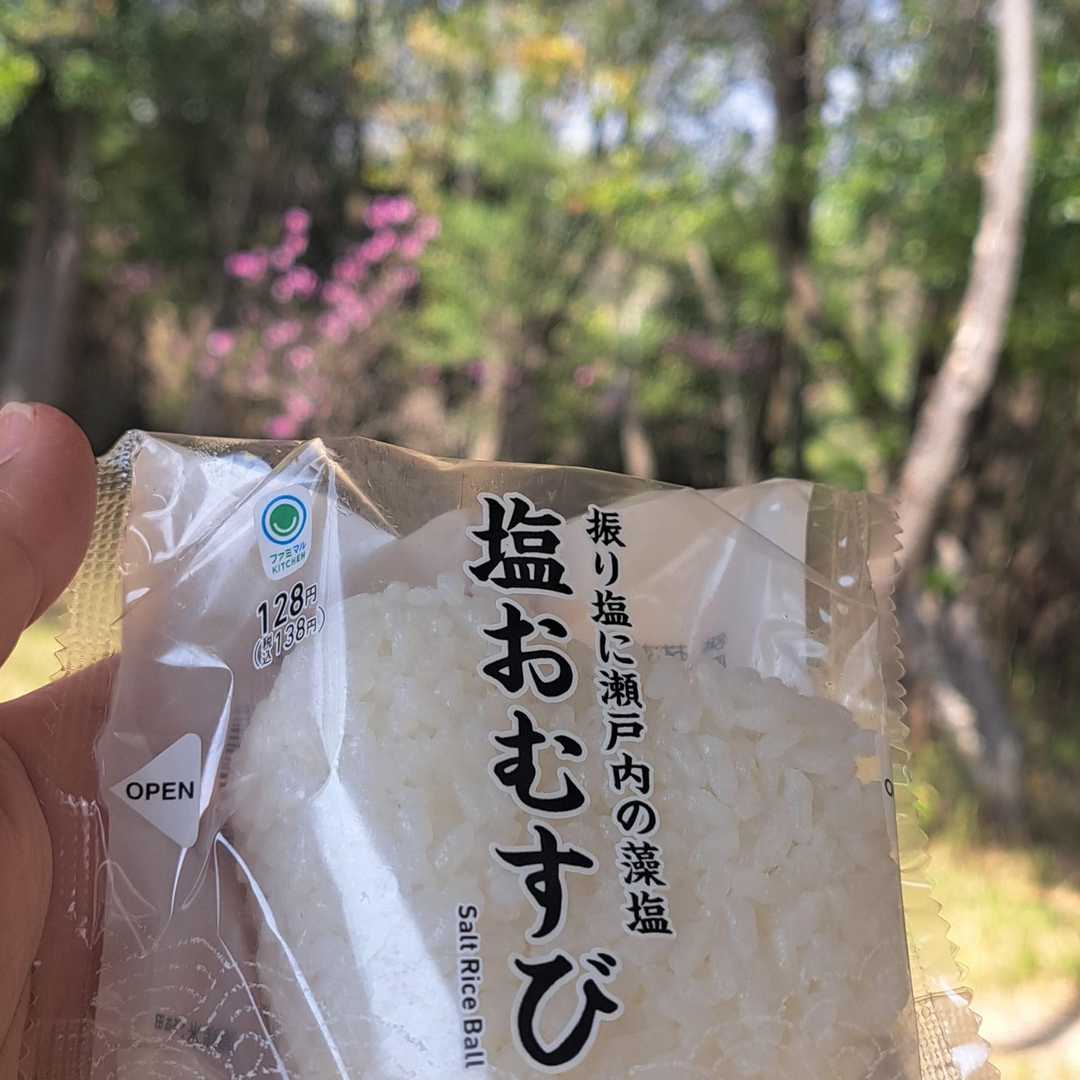 ファミマル
KITCHEN
128円
(税込138円)
OPEN
振り塩に瀬戸内の藻塩
塩おむすび
Salt Rice Ball